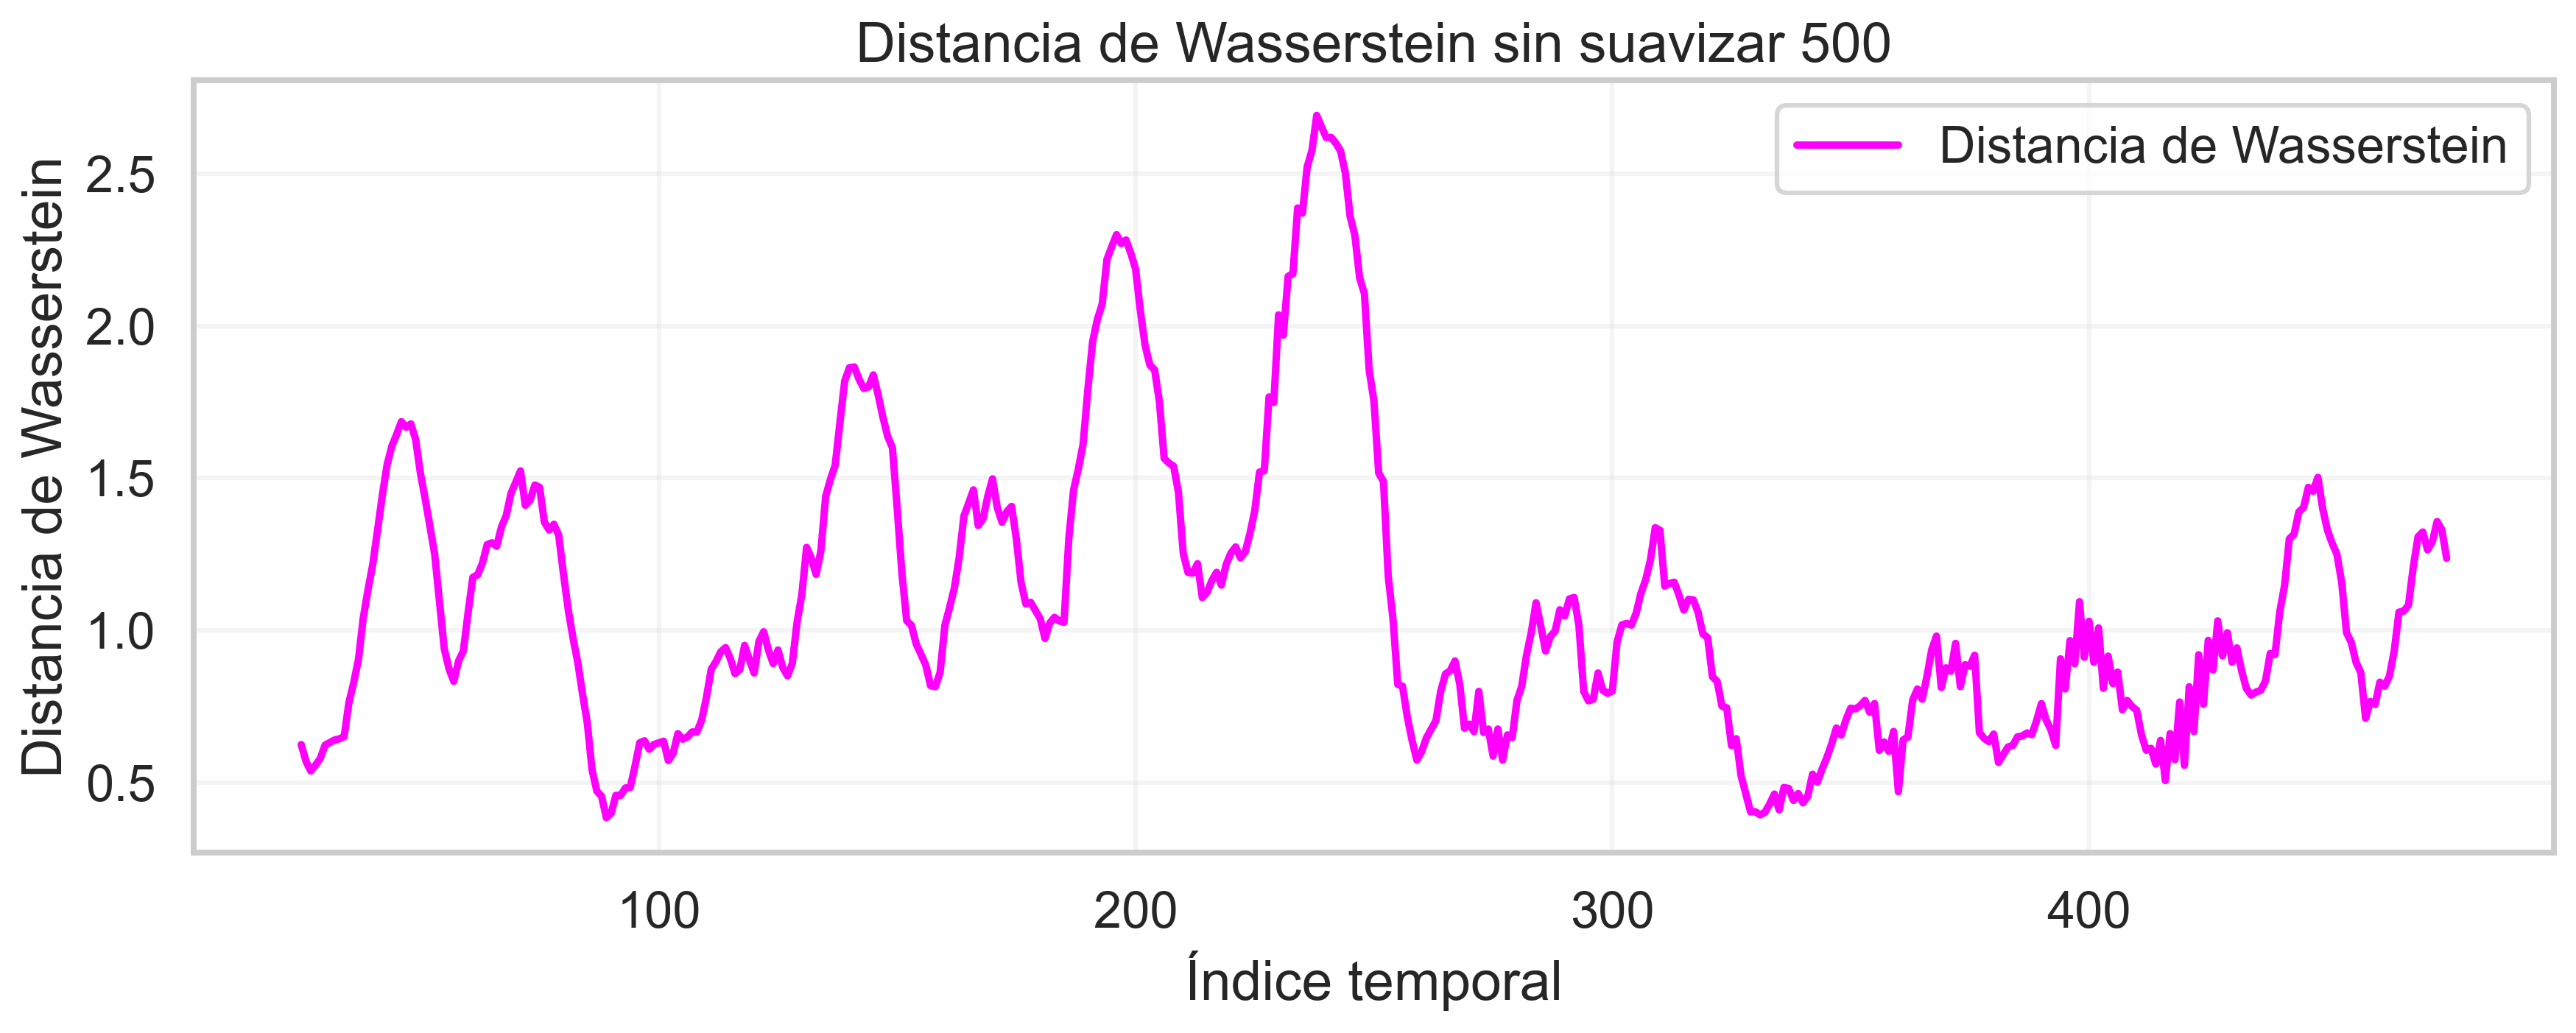 Distancia de Wasserstein sin suavizar 500
Distancia de Wasserstein
Distancia de Wasserstein
2.5
2.0
1.5
1.0
0.5
100 200 300 400
Índice temporal